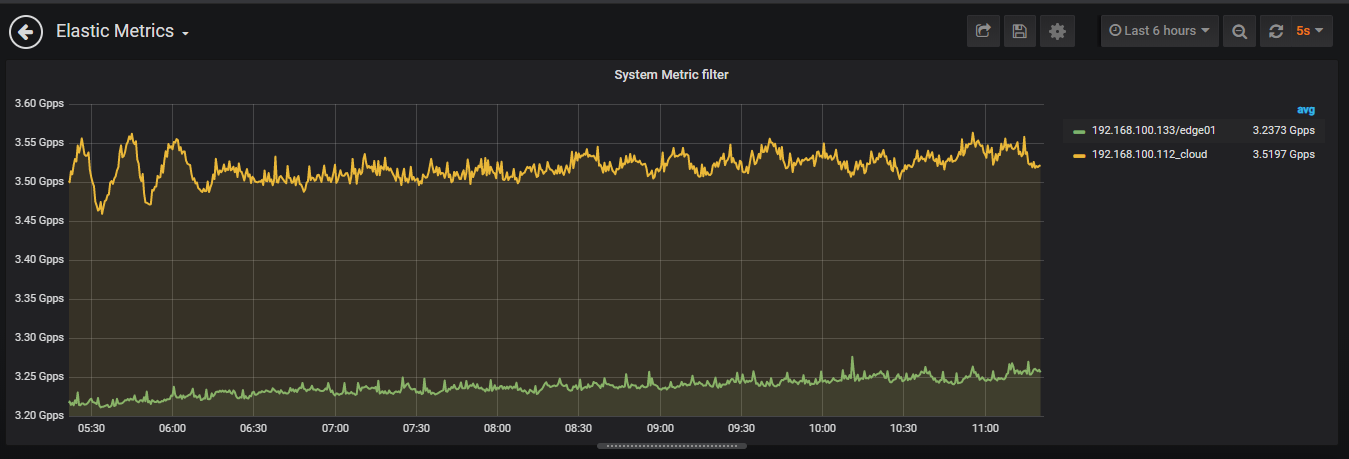 Elastic Metrics
Last 6 hours
5s
System Metric filter
3.60 Gpps
3.55 Gpps
3.50 Gpps
3.45 Gpps
3.40 Gpps
3.35 Gpps
3.30 Gpps
3.25 Gpps
3.20 Gpps
05:30 06:00 06:30 07:00 07:30 08:00 08:30 09:00 09:30 10:00 10:30 11:00
avg
192.168.100.133/edge01 3.2373 Gpps
192.168.100.112_cloud 3.5197 Gpps